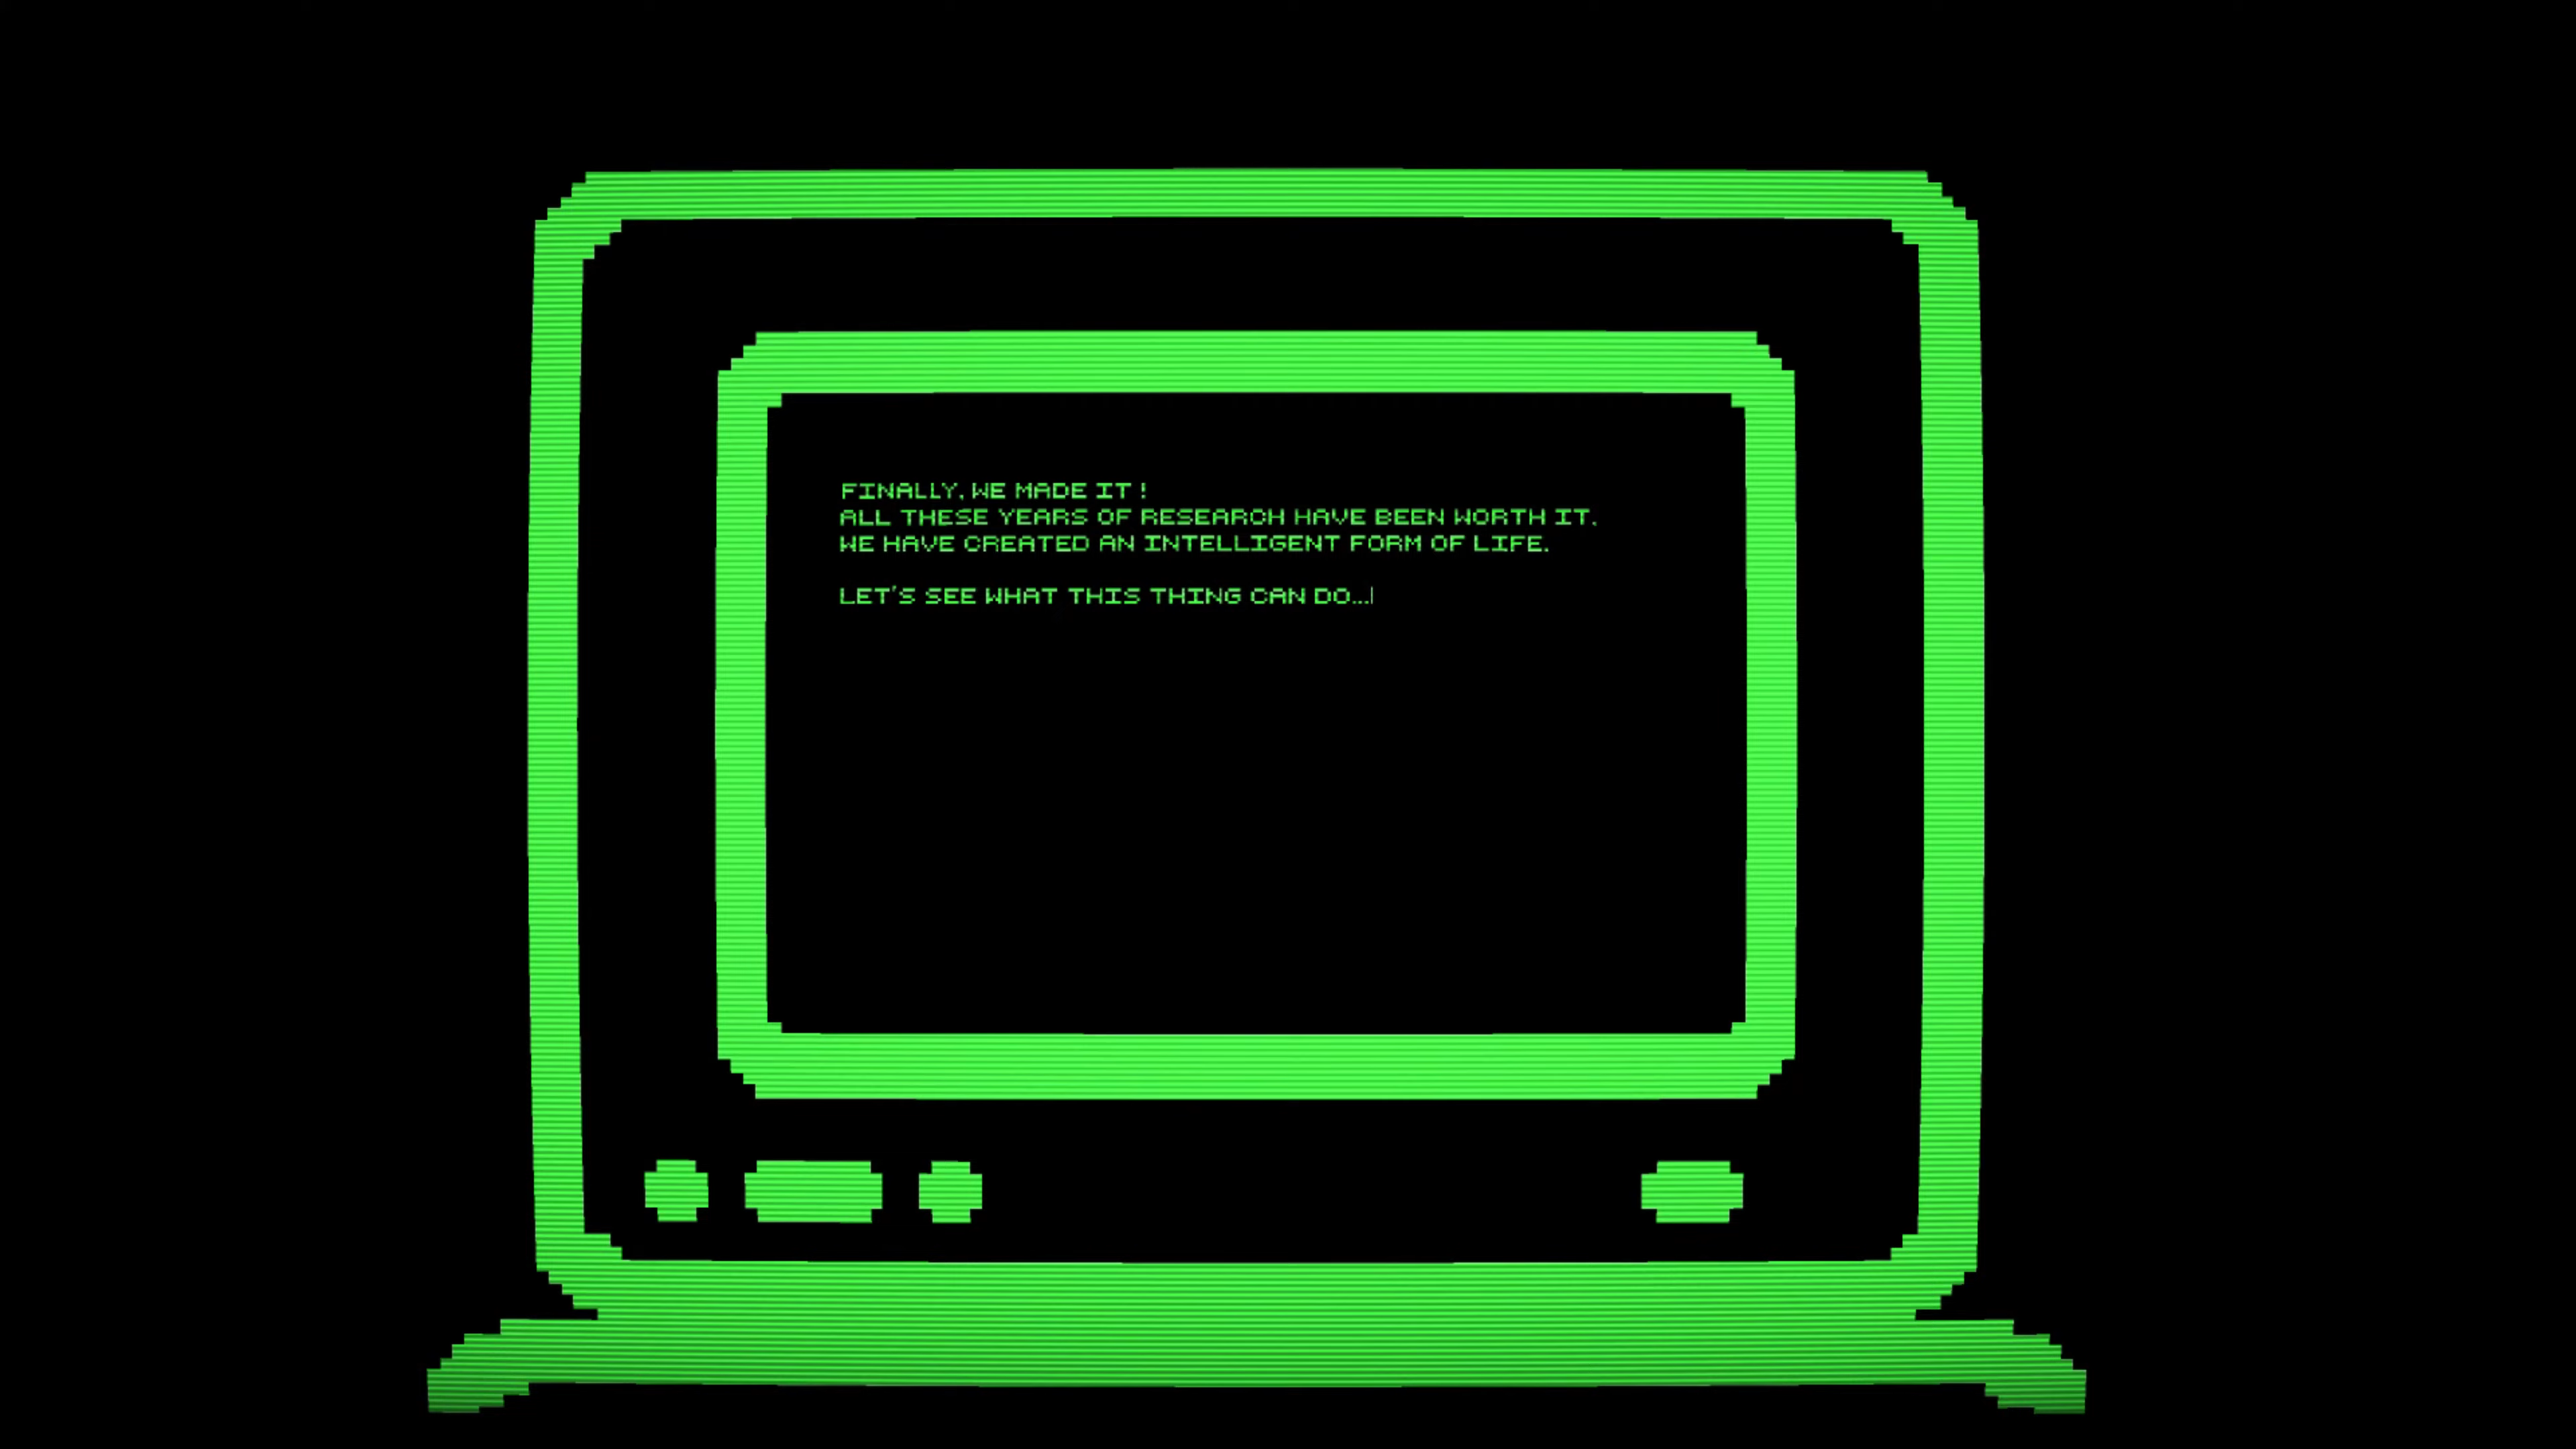 FINALLY, WE MADE IT !
ALL THESE YEARS OF RESEARCH HAVE BEEN WORTH IT.
WE HAVE CREATED AN INTELLIGENT FORM OF LIFE.
LET'S SEE WHAT THIS THING CAN DO...